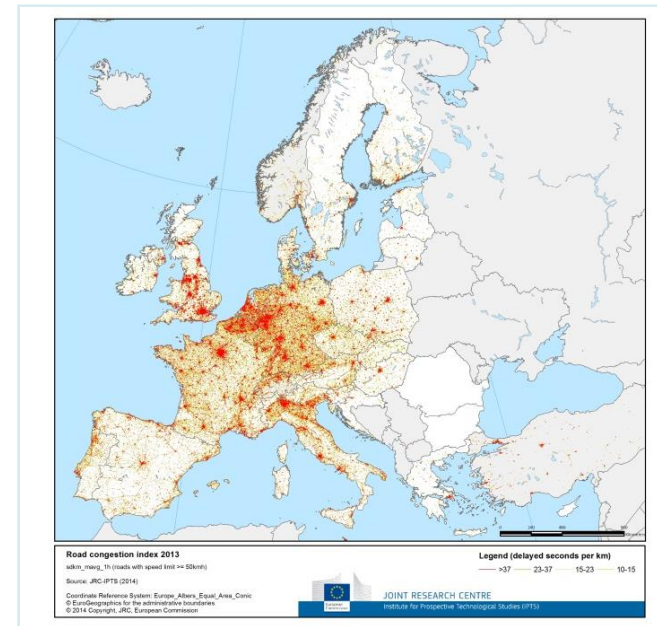 Road congestion index 2013
sdkm_mavg_1h (roads with speed limit >= 50kmh)
Source: JRC-IPTS (2014)
Coordinate Reference System: Europe_Albers_Equal_Area_Conic
© EuroGeographics for the administrative boundaries
© 2014 Copyright, JRC, European Commission
Legend (delayed seconds per km)
>37 23-37 15-23 10-15
European
Commission
JOINT RESEARCH CENTRE
Institute for Prospective Technological Studies (IPTS)